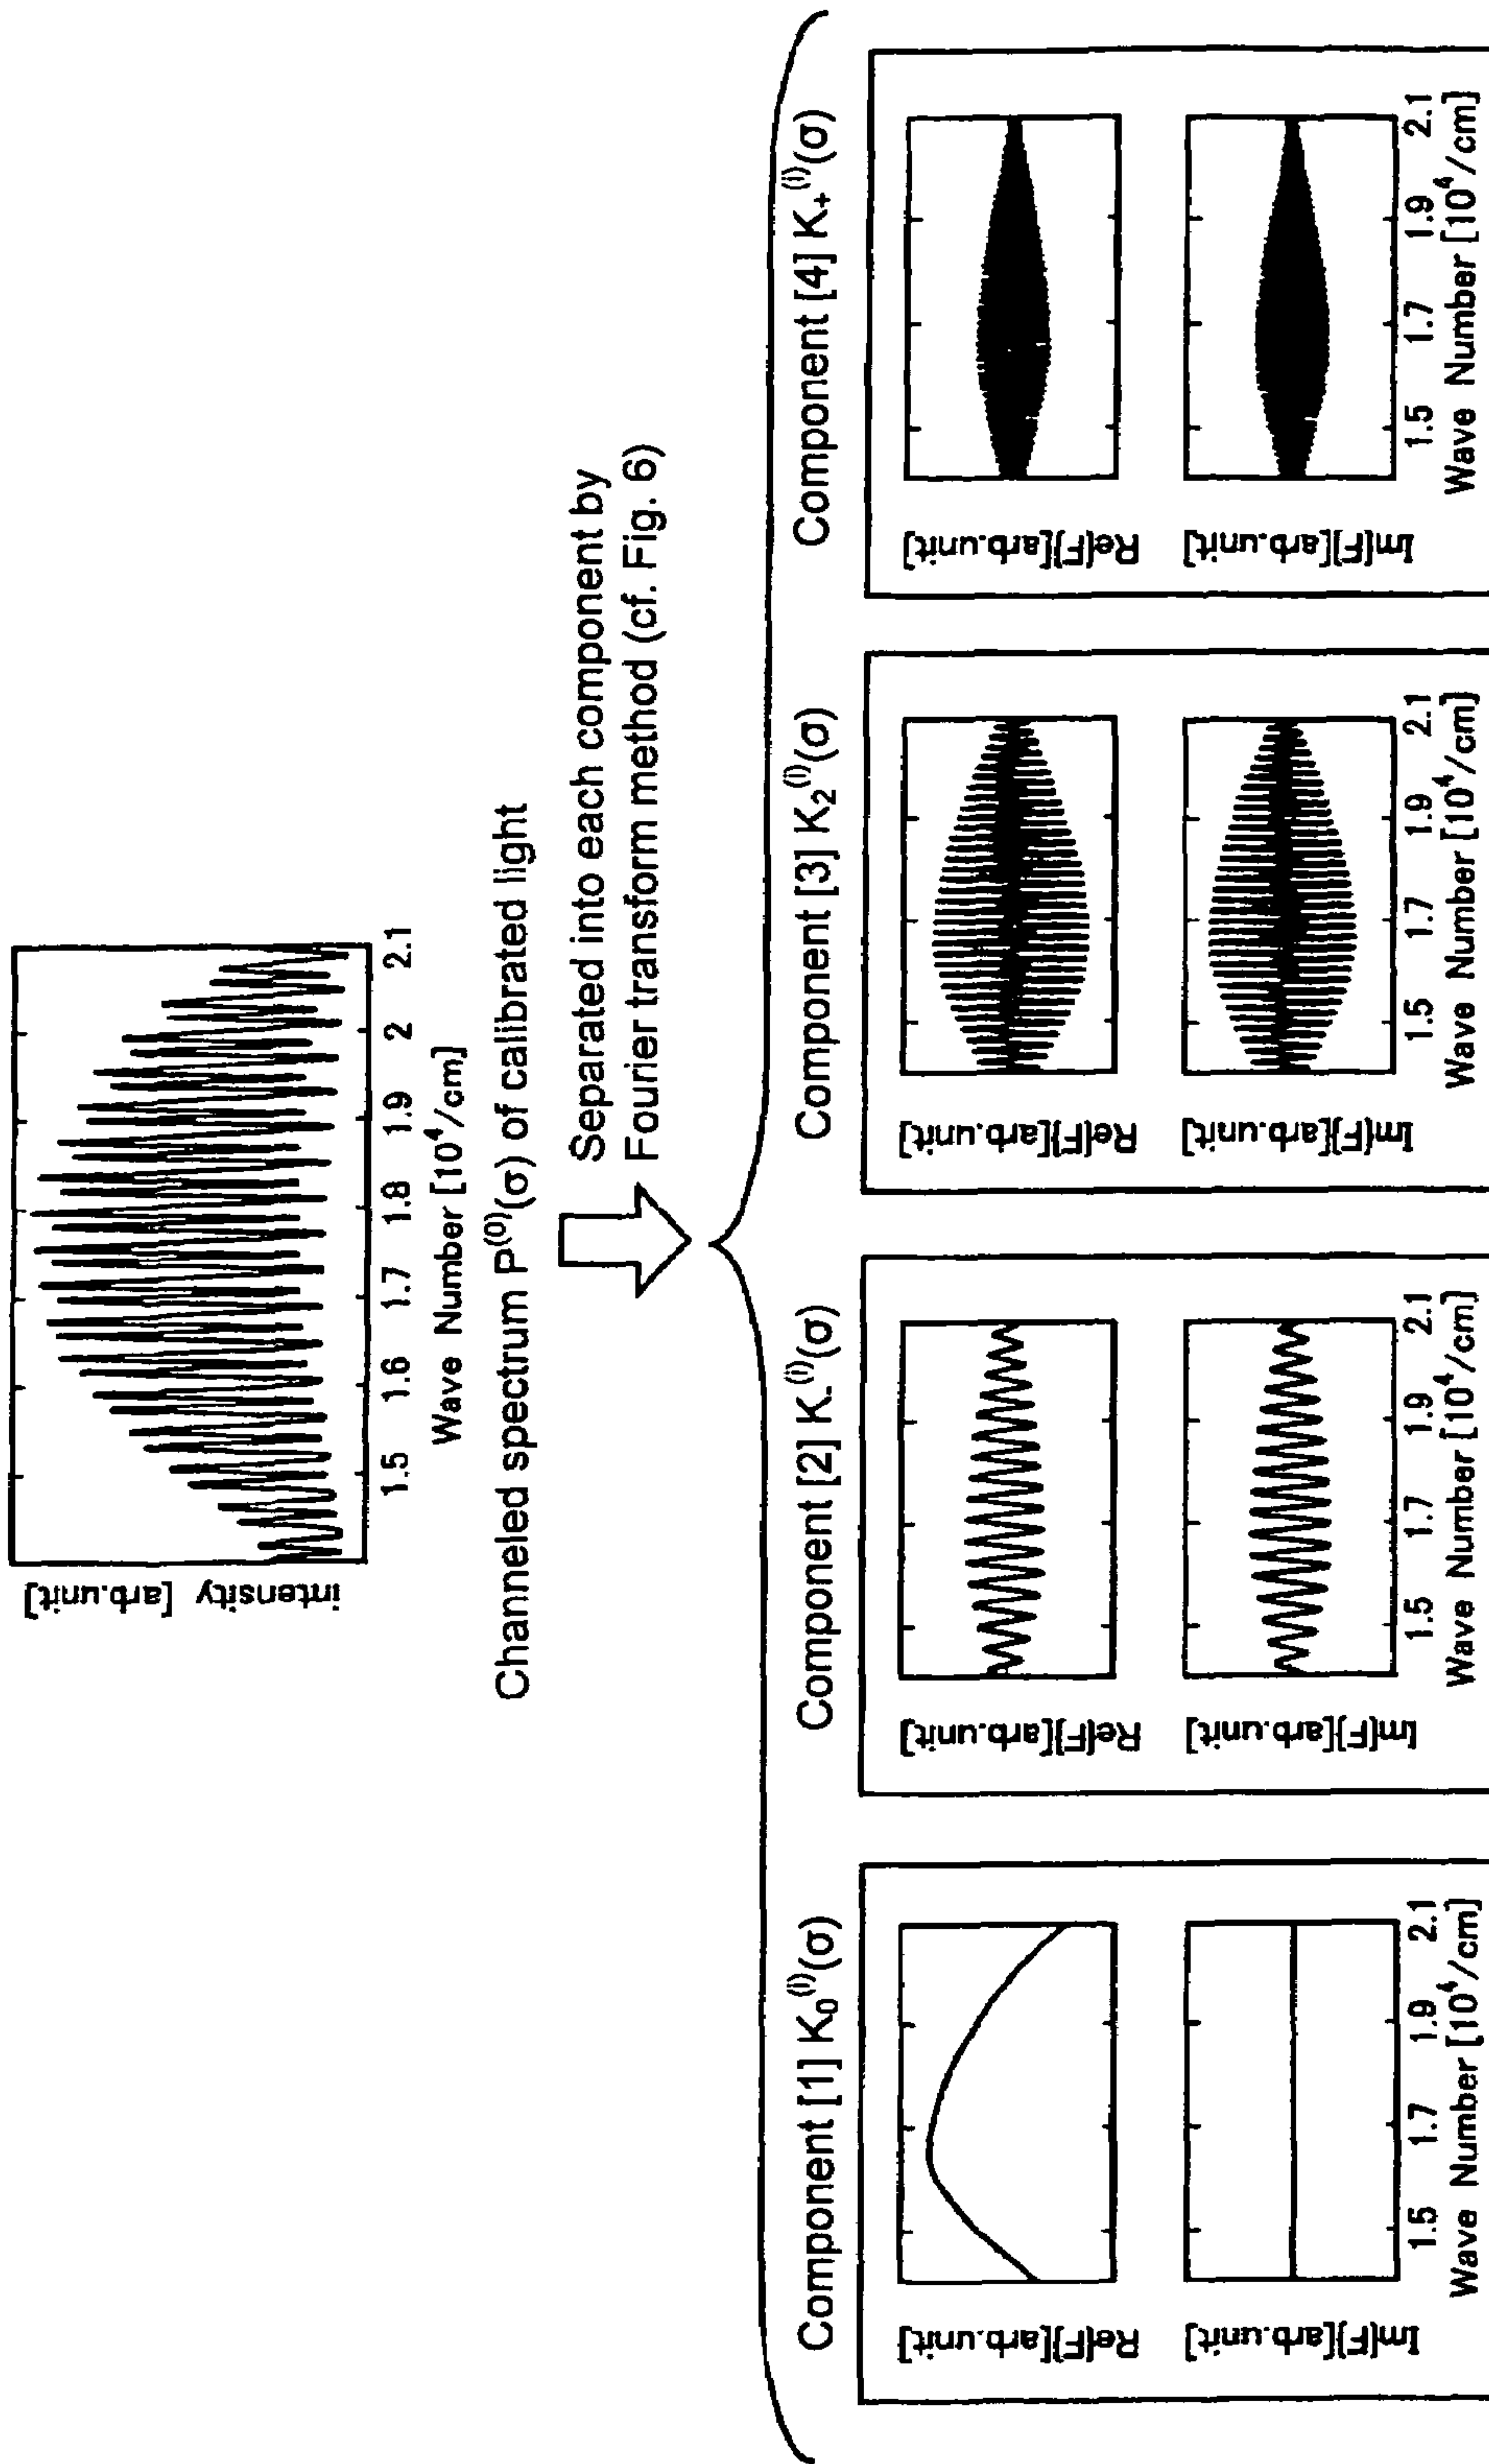 intensity [arb.unit]
1.5 1.6 1.7 1.8 1.9 2 2.1
Wave Number [10⁴/cm]
Channeled spectrum P⁽⁰⁾(σ) of calibrated light
Separated into each component by
Fourier transform method (cf. Fig. 6)
Component [1] K₀⁽ⁱ⁾(σ)
Re{F}[arb.unit]
Im{F}[arb.unit]
1.5 1.7 1.9 2.1
Wave Number [10⁴/cm]
Component [2] K₋⁽ⁱ⁾(σ)
Re{F}[arb.unit]
Im{F}[arb.unit]
1.5 1.7 1.9 2.1
Wave Number [10⁴/cm]
Component [3] K₂⁽ⁱ⁾(σ)
Re{F}[arb.unit]
Im{F}[arb.unit]
1.5 1.7 1.9 2.1
Wave Number [10⁴/cm]
Component [4] K₊⁽ⁱ⁾(σ)
Re{F}[arb.unit]
Im{F}[arb.unit]
1.5 1.7 1.9 2.1
Wave Number [10⁴/cm]